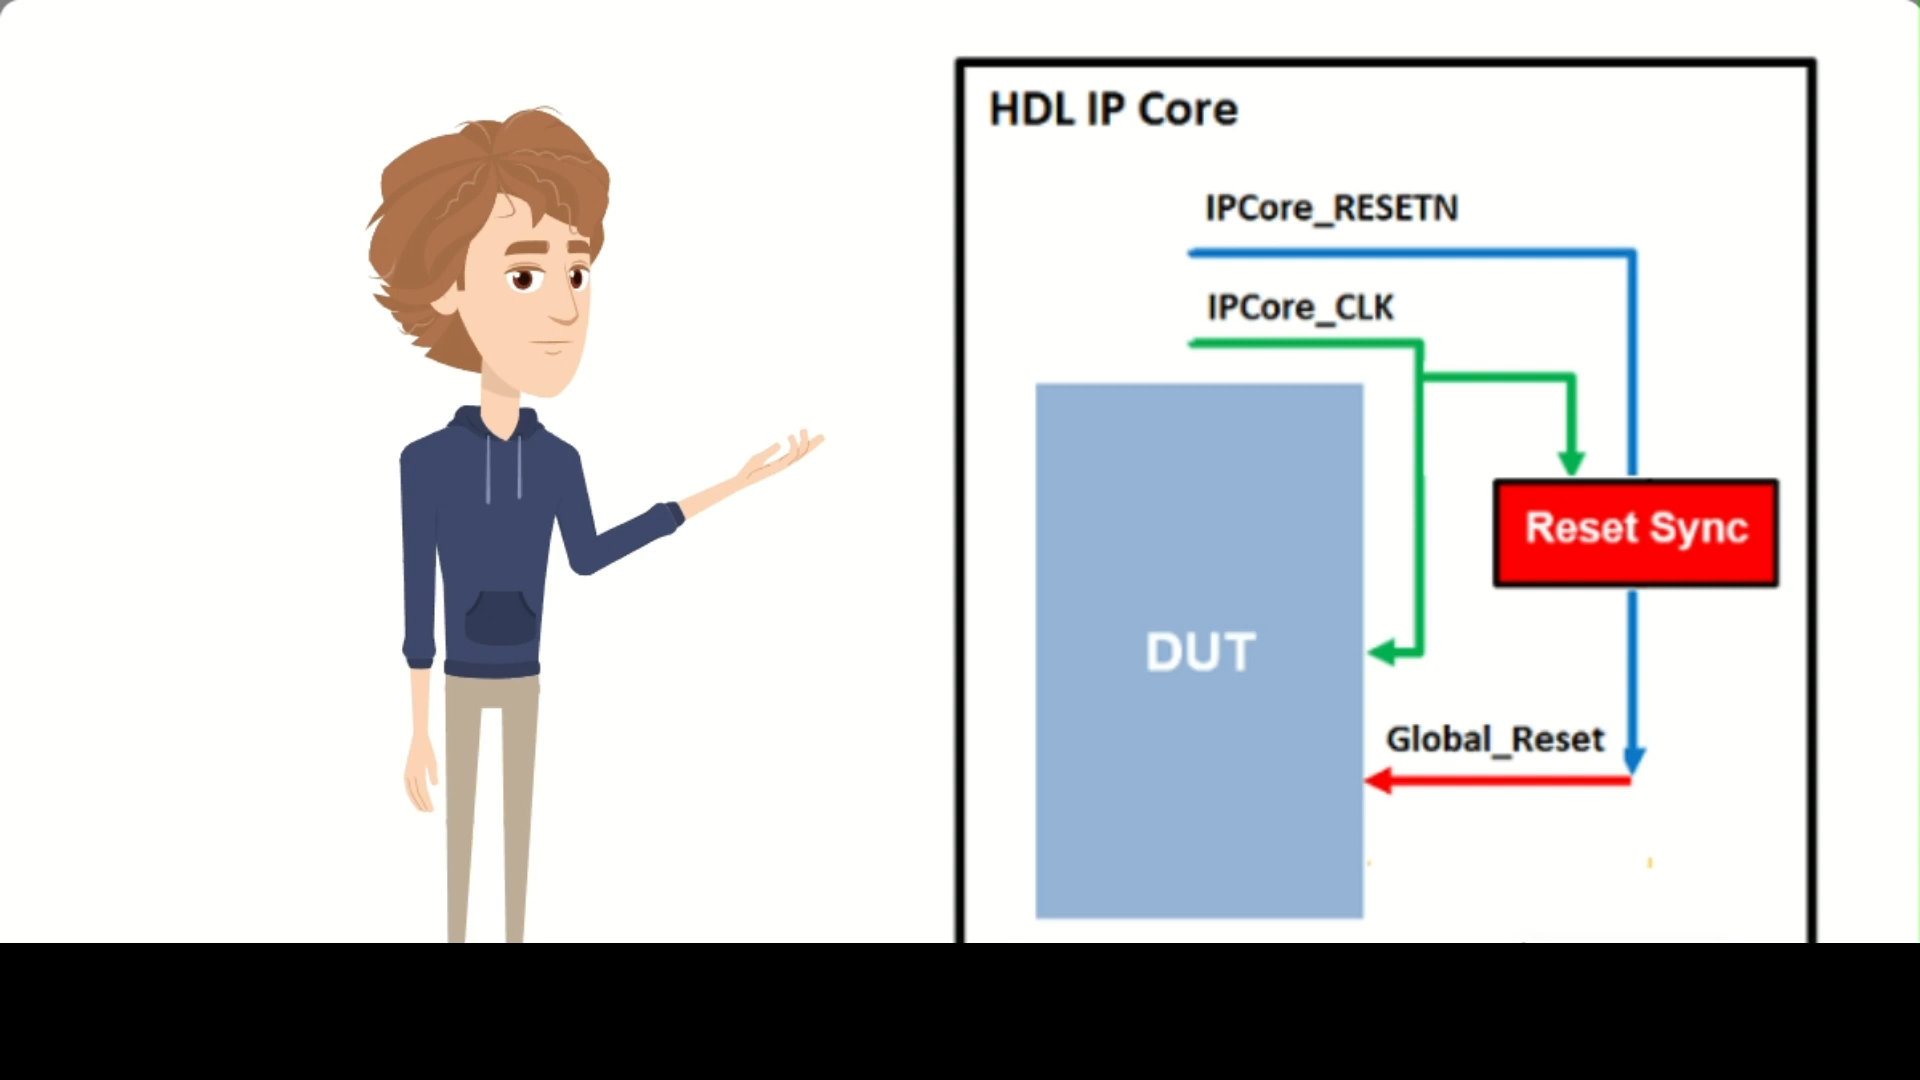 HDL IP Core
IPCore_RESETN
IPCore_CLK
Reset Sync
DUT
Global_Reset